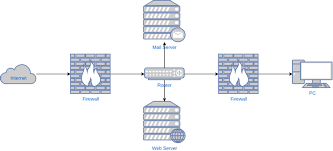 Mail Server
Internet
Firewall
Router
Firewall
PC
Web Server